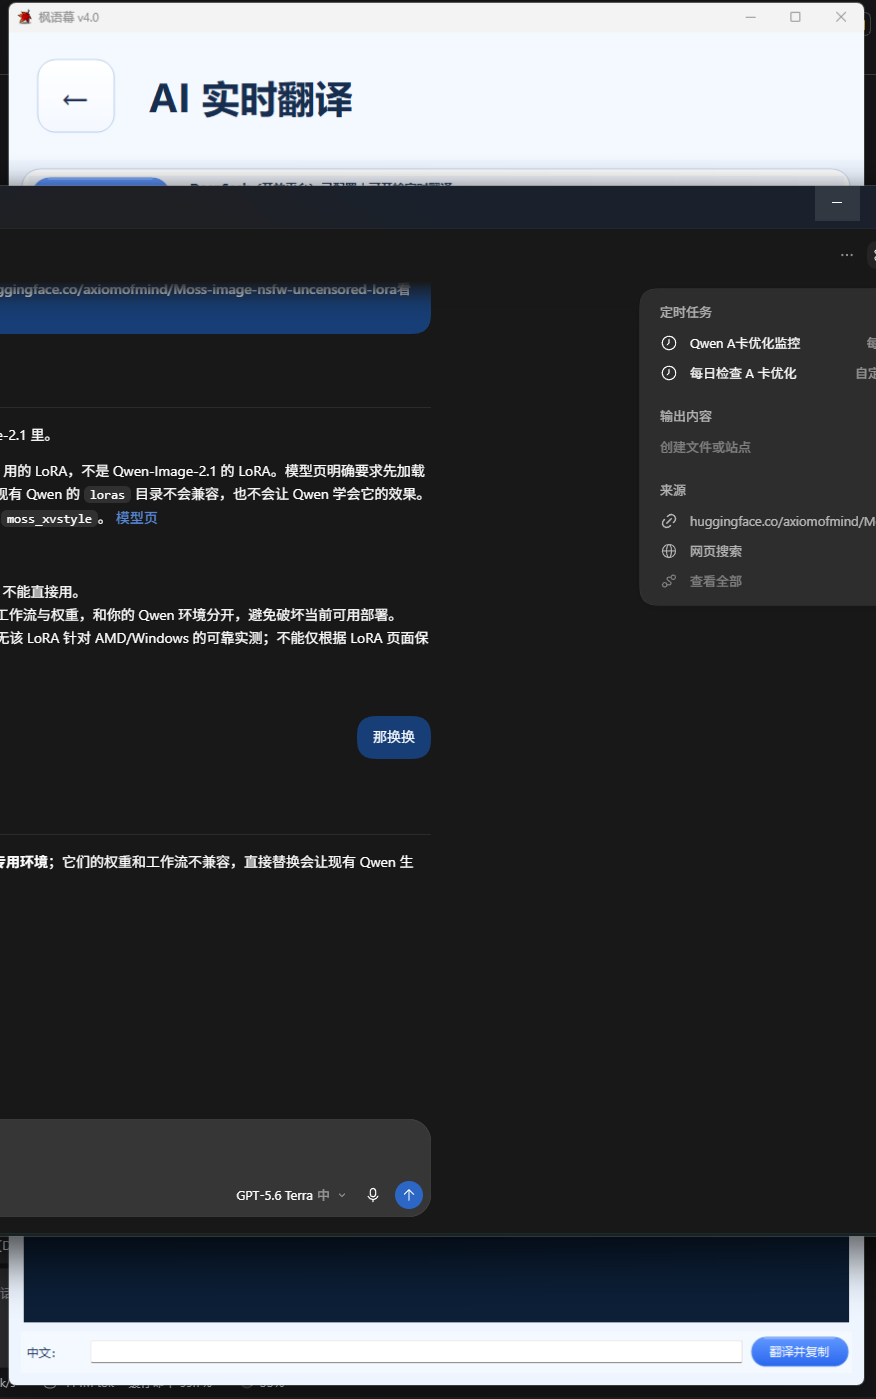 枫语幕 v4.0
←
AI 实时翻译
ggingface.co/axiomofmind/Moss-image-nsfw-uncensored-lora看
定时任务
Qwen A卡优化监控 每
每日检查 A 卡优化 自定
输出内容
创建文件或站点
来源
huggingface.co/axiomofmind/M
网页搜索
查看全部
e-2.1 里。
用的 LoRA，不是 Qwen-Image-2.1 的 LoRA。模型页明确要求先加载
现有 Qwen 的 loras 目录不会兼容，也不会让 Qwen 学会它的效果。
moss_xvstyle。 模型页
不能直接用。
工作流与权重，和你的 Qwen 环境分开，避免破坏当前可用部署。
无该 LoRA 针对 AMD/Windows 的可靠实测；不能仅根据 LoRA 页面保
那换换
专用环境；它们的权重和工作流不兼容，直接替换会让现有 Qwen 生
GPT-5.6 Terra 中
中文：
翻译并复制